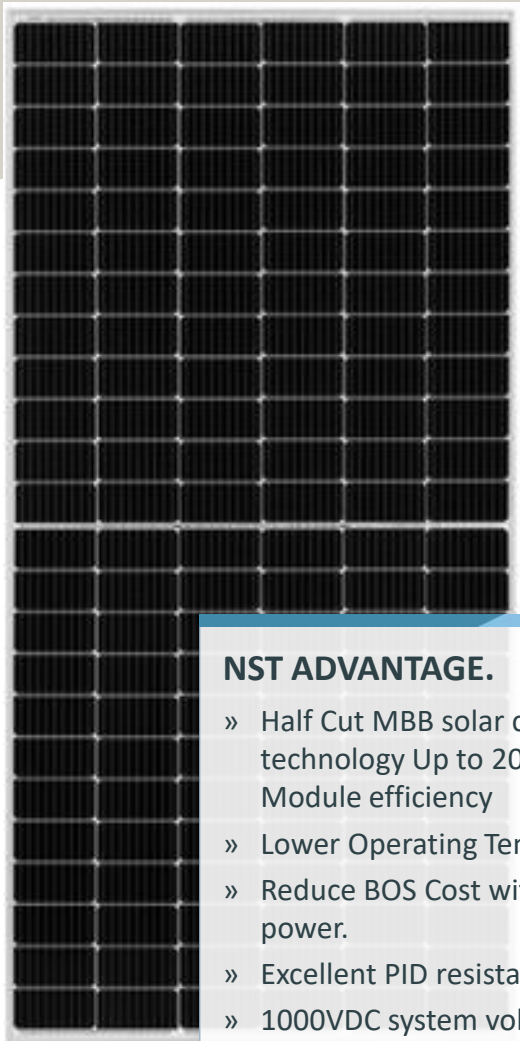 NST ADVANTAGE.
» Half Cut MBB solar
technology Up to 20
Module efficiency
» Lower Operating
» Reduce BOS Cost
power.
» Excellent PID
» 1000VDC system